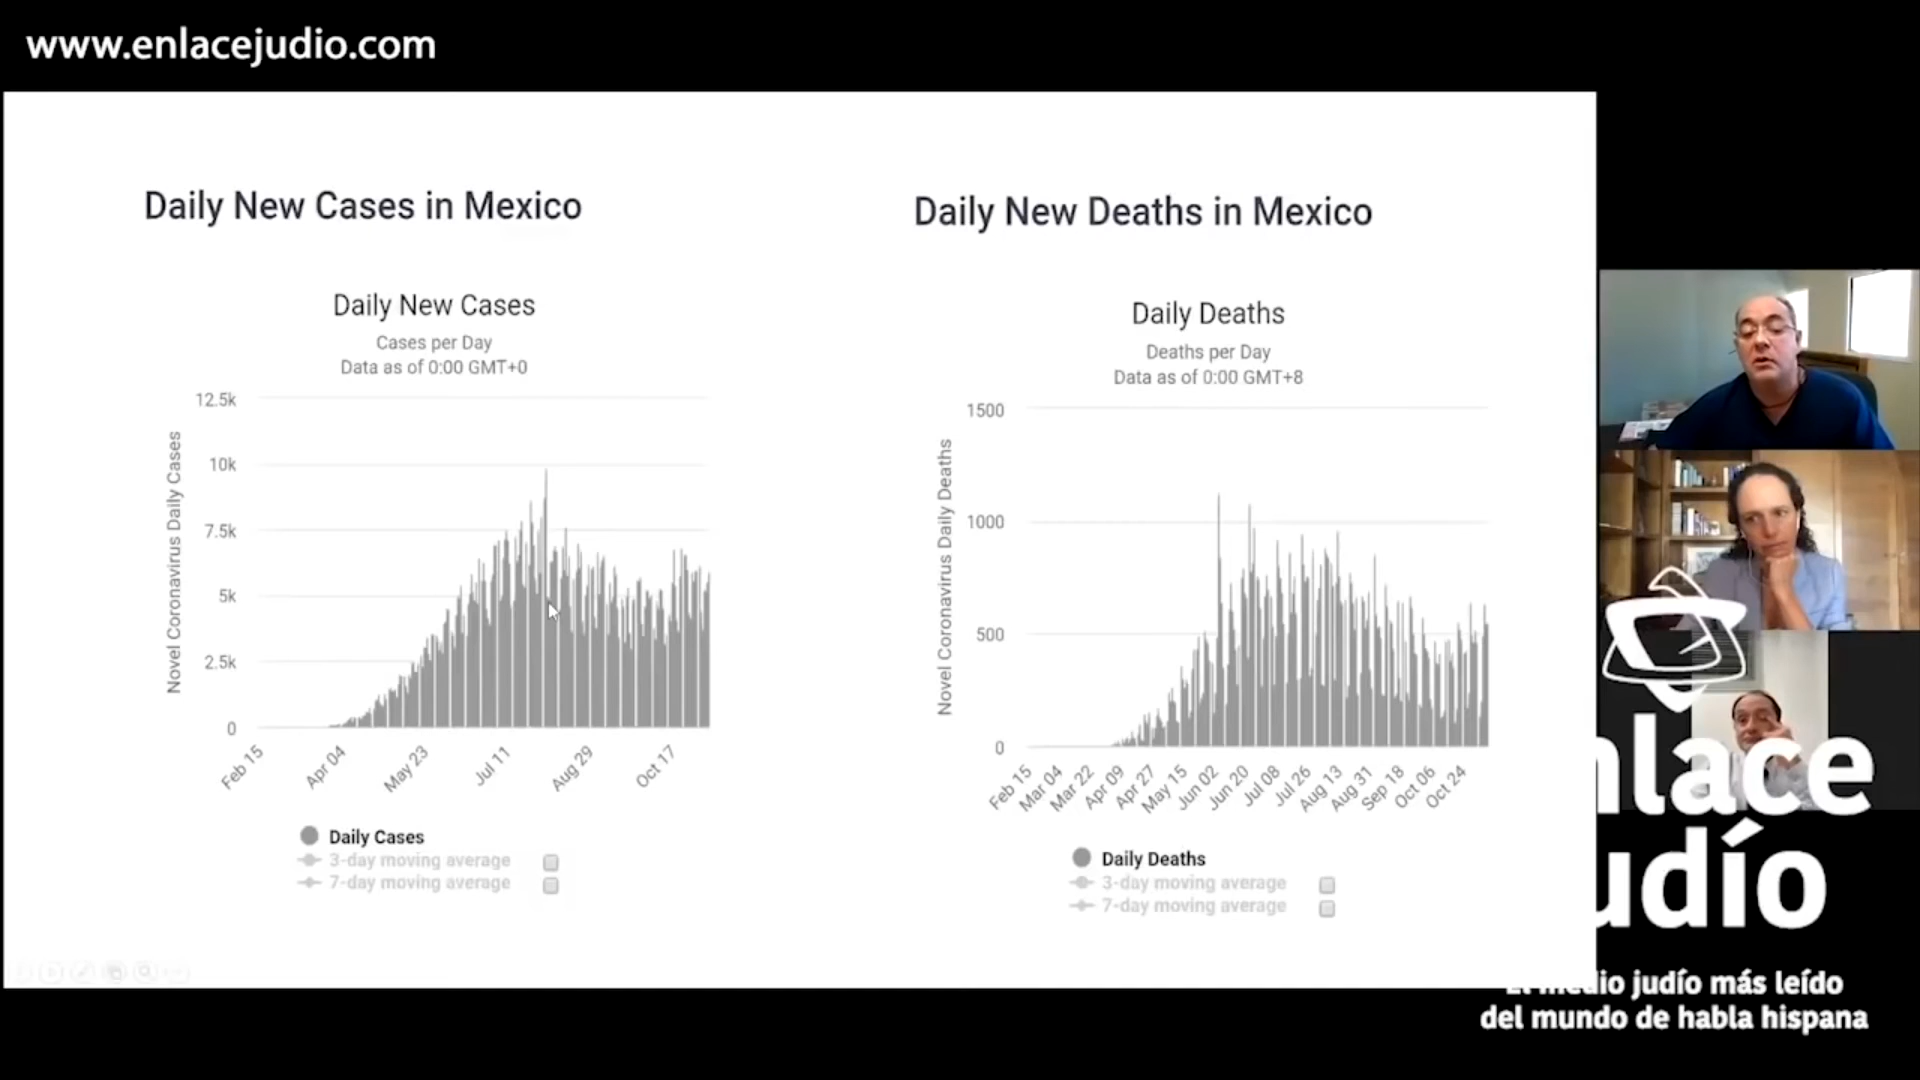 www.enlacejudio.com
Daily New Cases in Mexico
Daily New Cases
Cases per Day
Data as of 0:00 GMT+0
Novel Coronavirus Daily Cases
12.5k
10k
7.5k
5k
2.5k
0
Feb 15
Apr 04
May 23
Jul 11
Aug 29
Oct 17
Daily Cases
3-day moving average
7-day moving average
Daily New Deaths in Mexico
Daily Deaths
Deaths per Day
Data as of 0:00 GMT+8
Novel Coronavirus Daily Deaths
1500
1000
500
0
Feb 15
Mar 04
Mar 22
Apr 09
Apr 27
May 15
Jun 02
Jun 20
Jul 08
Jul 26
Aug 13
Aug 31
Sep 18
Oct 06
Oct 24
Daily Deaths
3-day moving average
7-day moving average
nlace
udío
El medio judío más leído
del mundo de habla hispana